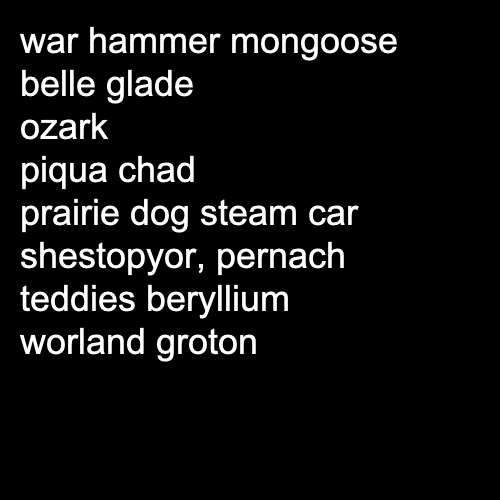 war hammer mongoose
belle glade
ozark
piqua chad
prairie dog steam car
shestopyor, pernach
teddies beryllium
worland groton